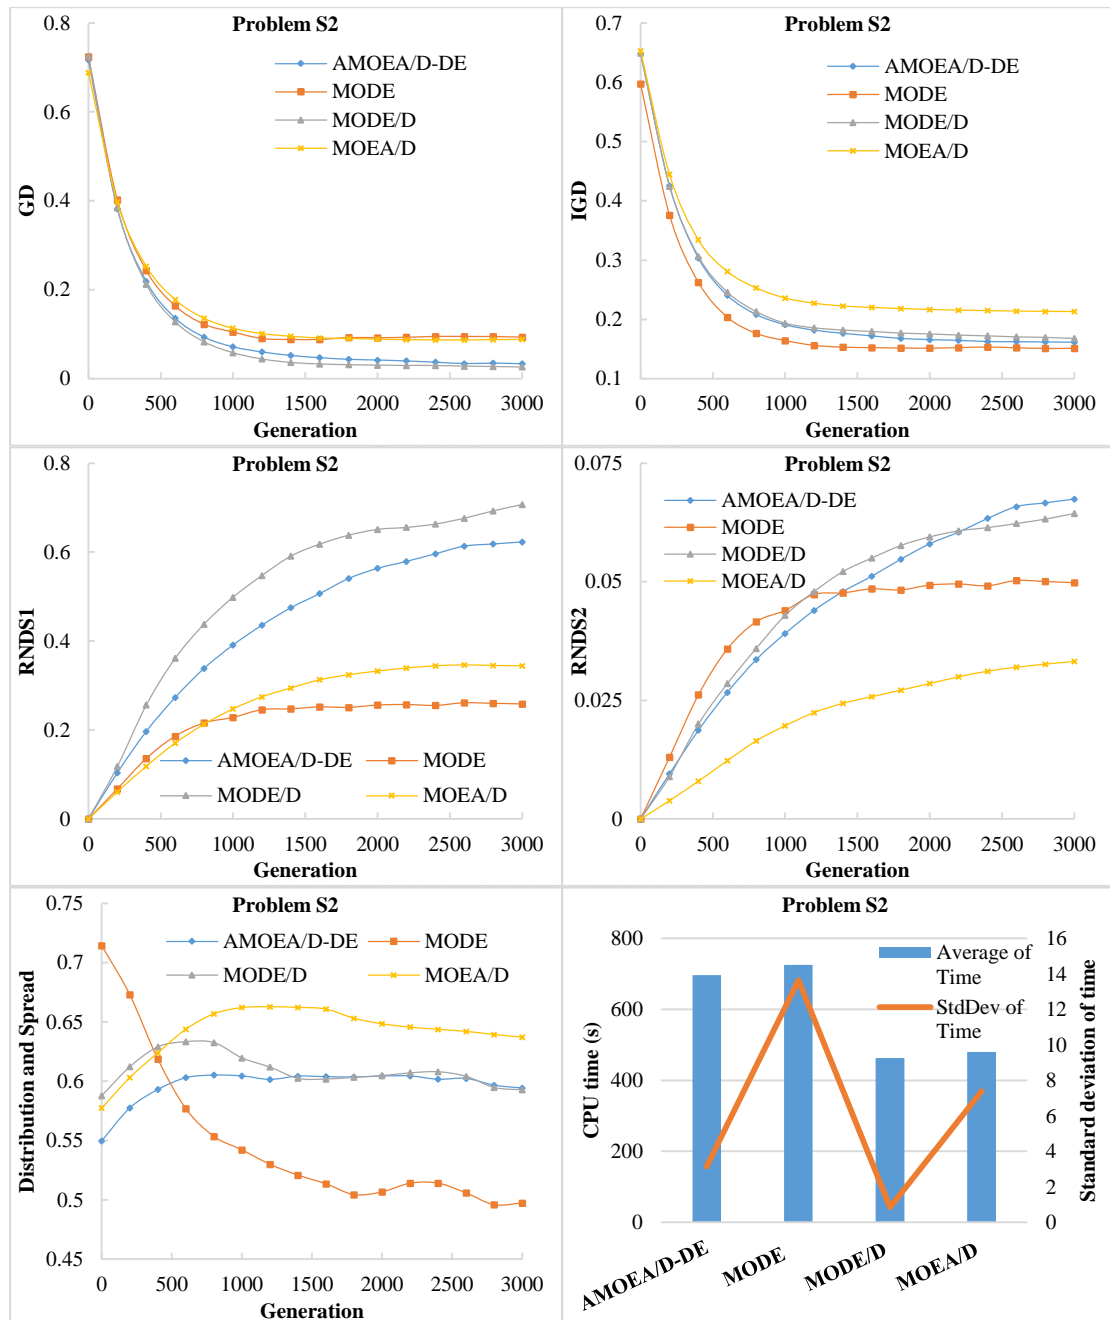 Problem S2
AMOEA/D-DE
MODE
MODE/D
MOEA/D
GD
0.8
0.6
0.4
0.2
0
0 500 1000 1500 2000 2500 3000
Generation
Problem S2
AMOEA/D-DE
MODE
MODE/D
MOEA/D
IGD
0.7
0.6
0.5
0.4
0.3
0.2
0.1
0 500 1000 1500 2000 2500 3000
Generation
Problem S2
RNDS1
0.8
0.6
0.4
0.2
0
AMOEA/D-DE MODE
MODE/D MOEA/D
0 500 1000 1500 2000 2500 3000
Generation
Problem S2
AMOEA/D-DE
MODE
MODE/D
MOEA/D
RNDS2
0.075
0.05
0.025
0
0 500 1000 1500 2000 2500 3000
Generation
Problem S2
AMOEA/D-DE MODE
MODE/D MOEA/D
Distribution and Spread
0.75
0.7
0.65
0.6
0.55
0.5
0.45
0 500 1000 1500 2000 2500 3000
Generation
Problem S2
Average of
Time
StdDev of
Time
CPU time (s)
800
600
400
200
0
Standard deviation of time
16
14
12
10
8
6
4
2
0
AMOEA/D-DE
MODE
MODE/D
MOEA/D